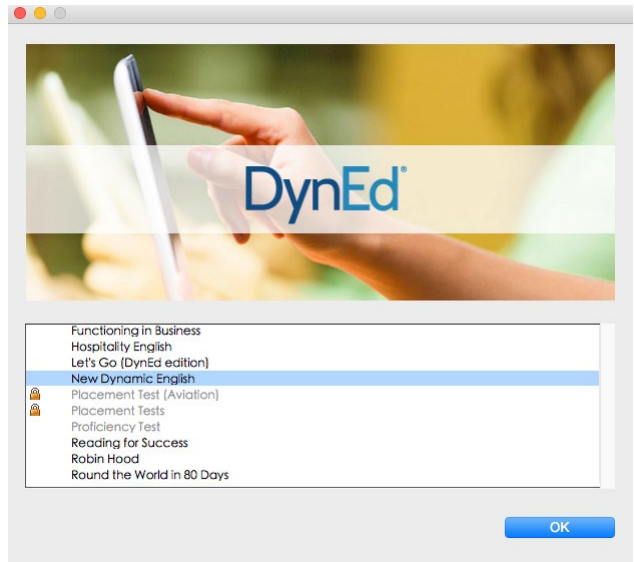 DynEd®
Functioning in Business
Hospitality English
Let's Go (DynEd edition)
New Dynamic English
Placement Test (Aviation)
Placement Tests
Proficiency Test
Reading for Success
Robin Hood
Round the World in 80 Days
OK